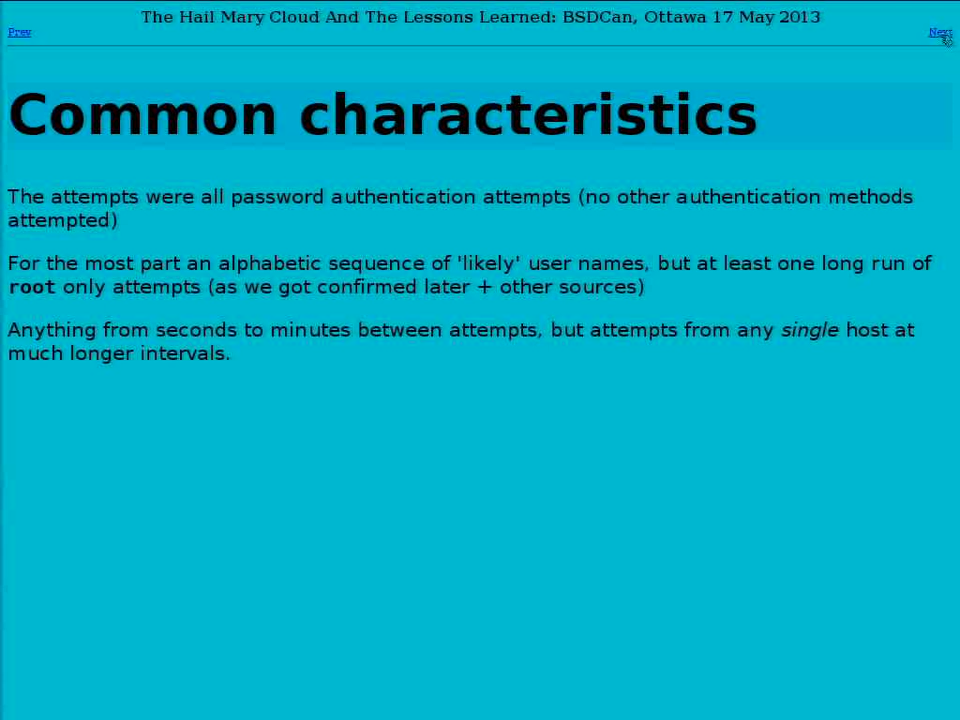 The Hail Mary Cloud And The Lessons Learned: BSDCan, Ottawa 17 May 2013
Prev
Next
Common characteristics
The attempts were all password authentication attempts (no other authentication methods
attempted)
For the most part an alphabetic sequence of 'likely' user names, but at least one long run of
root only attempts (as we got confirmed later + other sources)
Anything from seconds to minutes between attempts, but attempts from any single host at
much longer intervals.